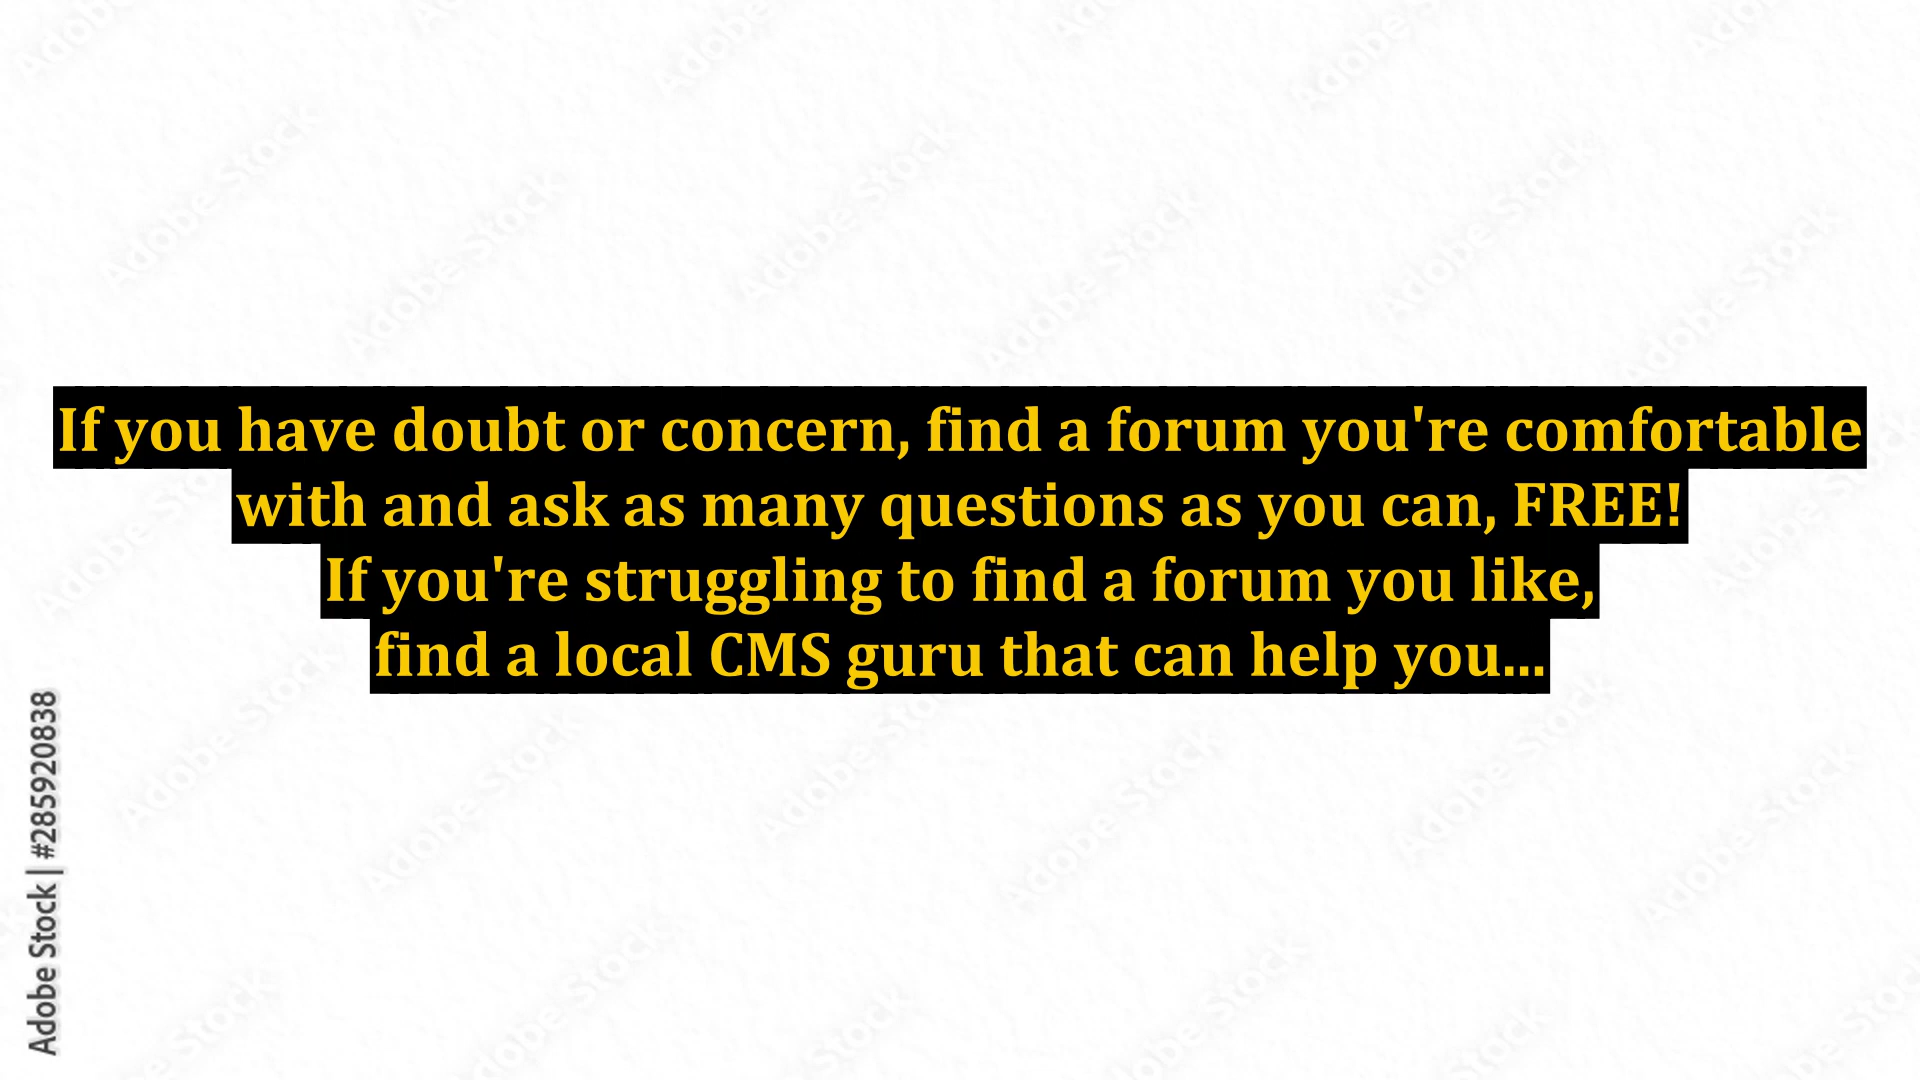 If you have doubt or concern, find a forum you're comfortable
with and ask as many questions as you can, FREE!
If you're struggling to find a forum you like,
find a local CMS guru that can help you...
Adobe Stock | #285920838